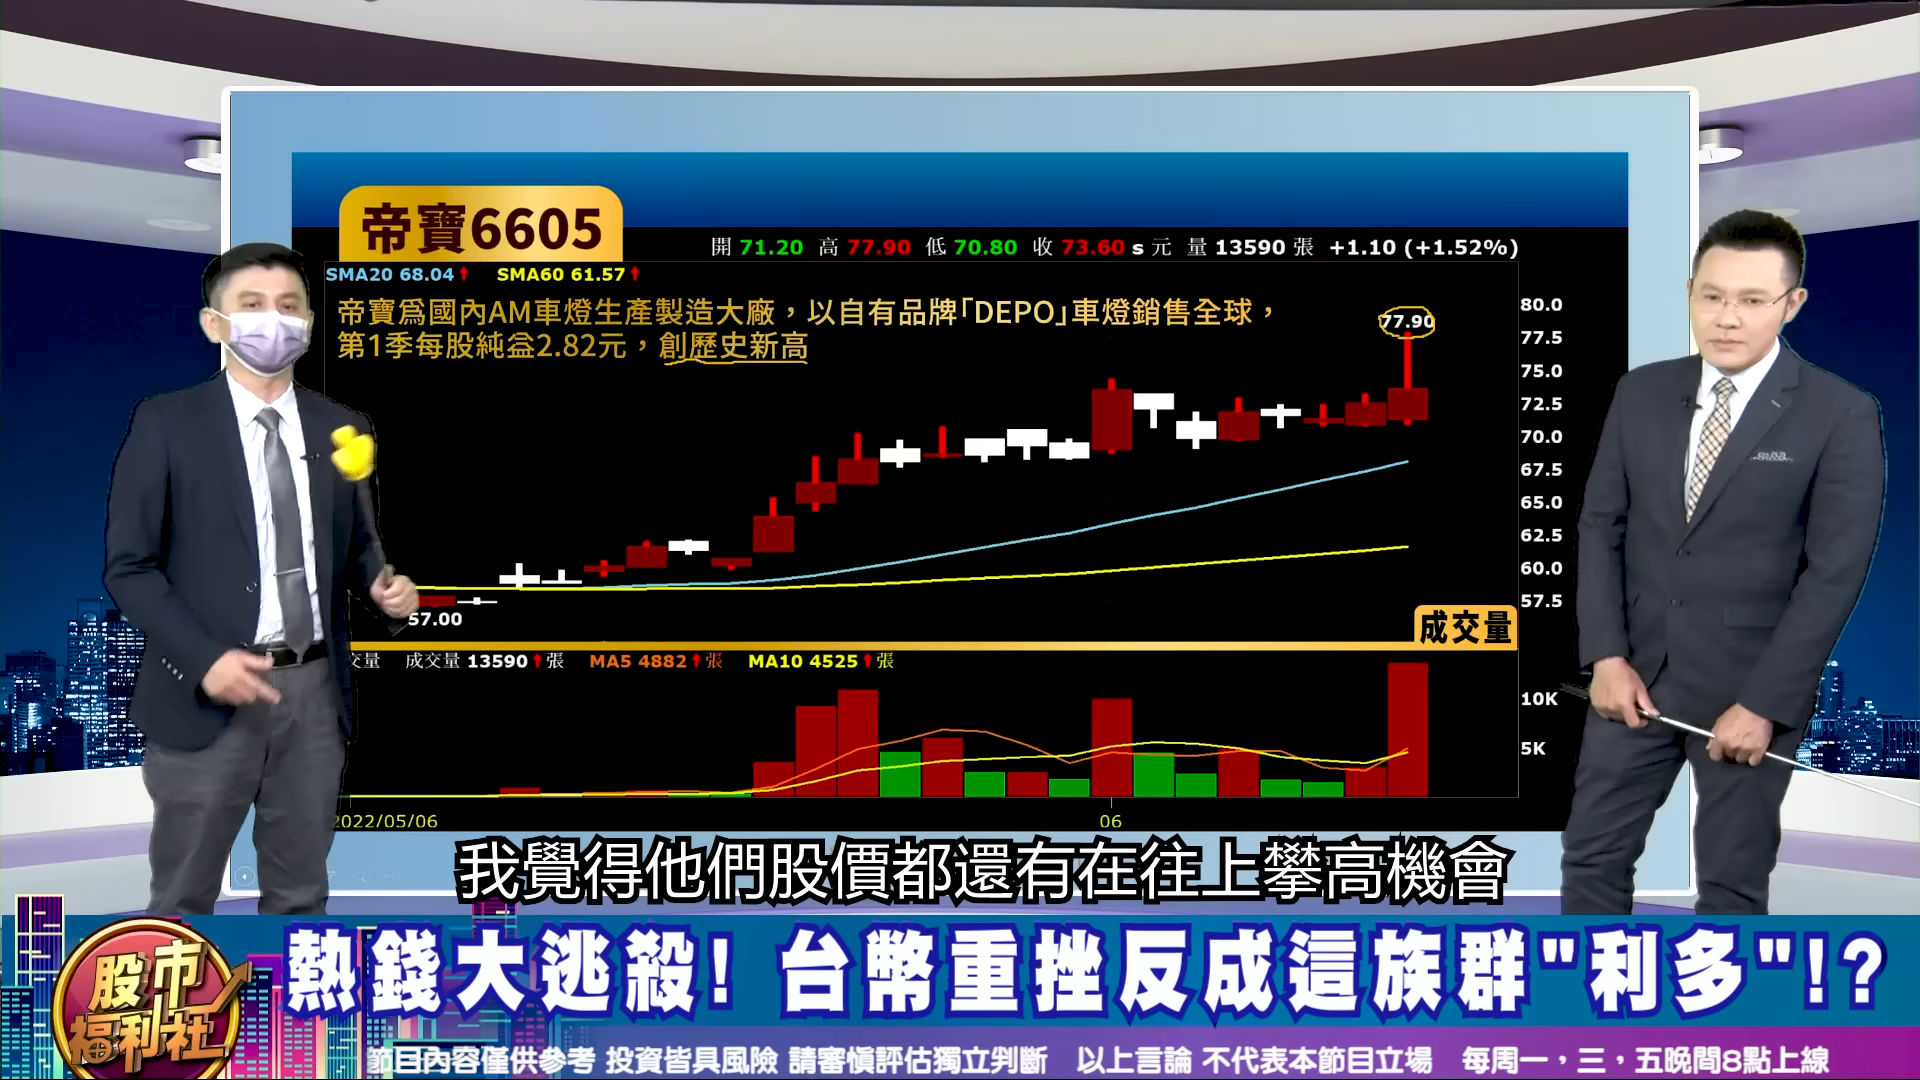 帝寶6605
開 71.20 高 77.90 低 70.80 收 73.60 s 元 量 13590 張 +1.10 (+1.52%)
SMA20 68.04↑ SMA60 61.57↑
帝寶為國內AM車燈生產製造大廠，以自有品牌「DEPO」車燈銷售全球，
第1季每股純益2.82元，創歷史新高
77.90
80.0
77.5
75.0
72.5
70.0
67.5
65.0
62.5
60.0
57.5
57.00
成交量
交量 成交量 13590↑張 MA5 4882↑張 MA10 4525↑張
10K
5K
2022/05/06
06
我覺得他們股價都還有在往上攀高機會
股市
福利社
熱錢大逃殺! 台幣重挫反成這族群"利多"!?
節目內容僅供參考 投資皆具風險 請審慎評估獨立判斷 以上言論 不代表本節目立場 每周一，三，五晚間8點上線